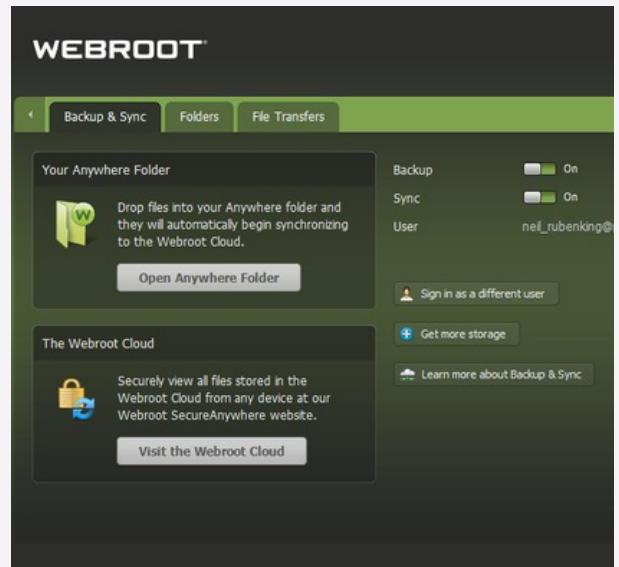 WEBROOT
Backup & Sync
Folders
File Transfers
Your Anywhere Folder
Drop files into your Anywhere folder and
they will automatically begin synchronizing
to the Webroot Cloud.
Open Anywhere Folder
The Webroot Cloud
Securely view all files stored in the
Webroot Cloud from any device at our
Webroot SecureAnywhere website.
Visit the Webroot Cloud
Backup On
Sync On
User neil_rubenking@
Sign in as a different user
Get more storage
Learn more about Backup & Sync